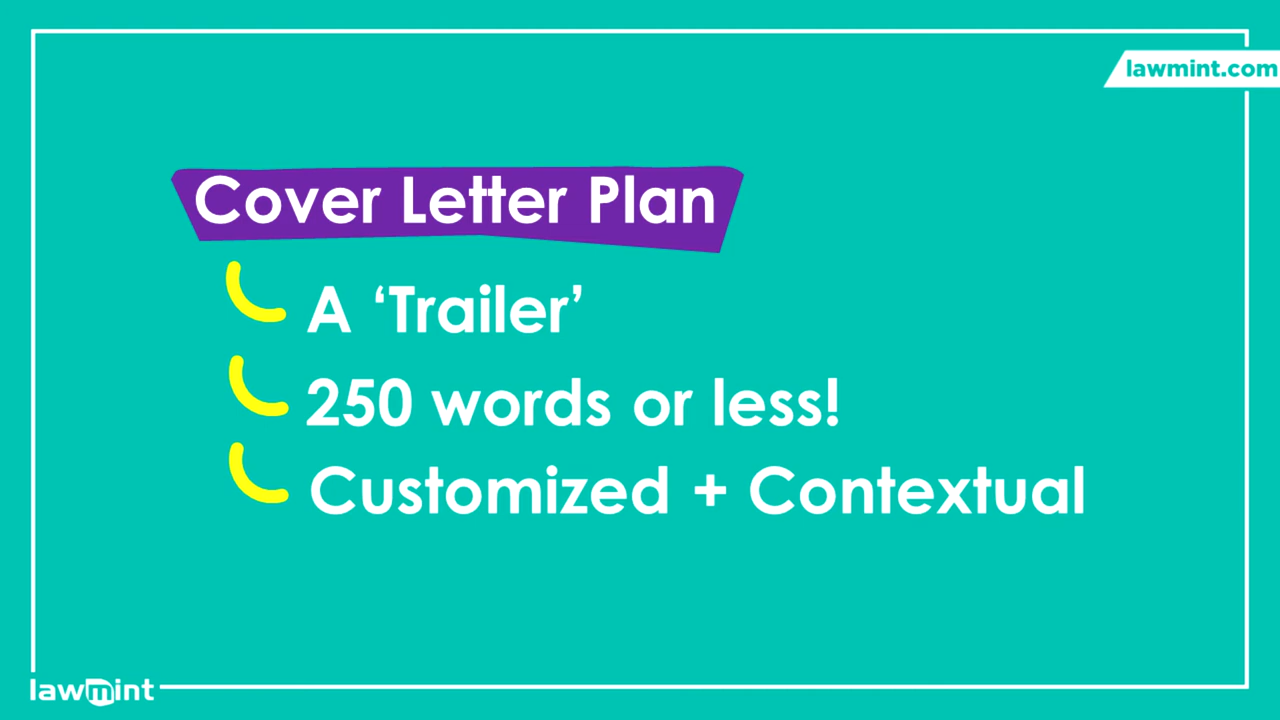 lawmint.com
Cover Letter Plan
A ‘Trailer’
250 words or less!
Customized + Contextual
lawmint